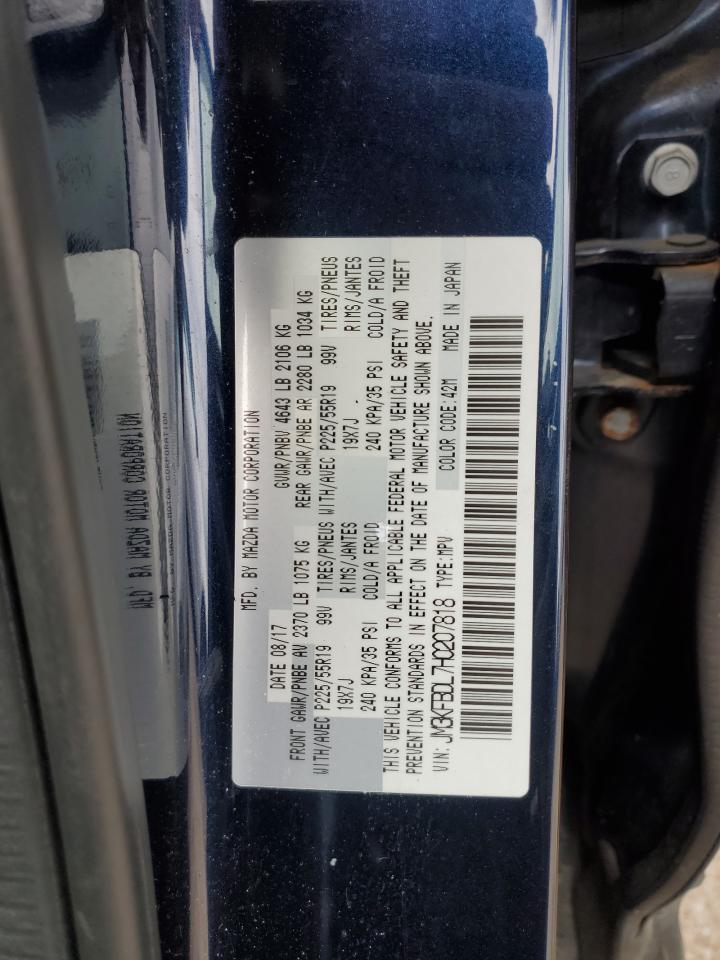 MFD. BY MAZDA MOTOR CORPORATION
DATE 08/17 GVWR/PNBV 4643 LB 2106 KG
FRONT GAWR/PNBE AV 2370 LB 1075 KG REAR GAWR/PNBE AR 2280 LB 1034 KG
WITH/AVEC P225/55R19 99V TIRES/PNEUS WITH/AVEC P225/55R19 99V TIRES/PNEUS
19X7J RIMS/JANTES 19X7J - RIMS/JANTES
240 KPA/35 PSI COLD/A FROID 240 KPA/35 PSI COLD/A FROID
THIS VEHICLE CONFORMS TO ALL APPLICABLE FEDERAL MOTOR VEHICLE SAFETY AND THEFT
PREVENTION STANDARDS IN EFFECT ON THE DATE OF MANUFACTURE SHOWN ABOVE.
VIN: JM3KFBDL7H0207818 TYPE:MPV COLOR CODE:42M MADE IN JAPAN
8